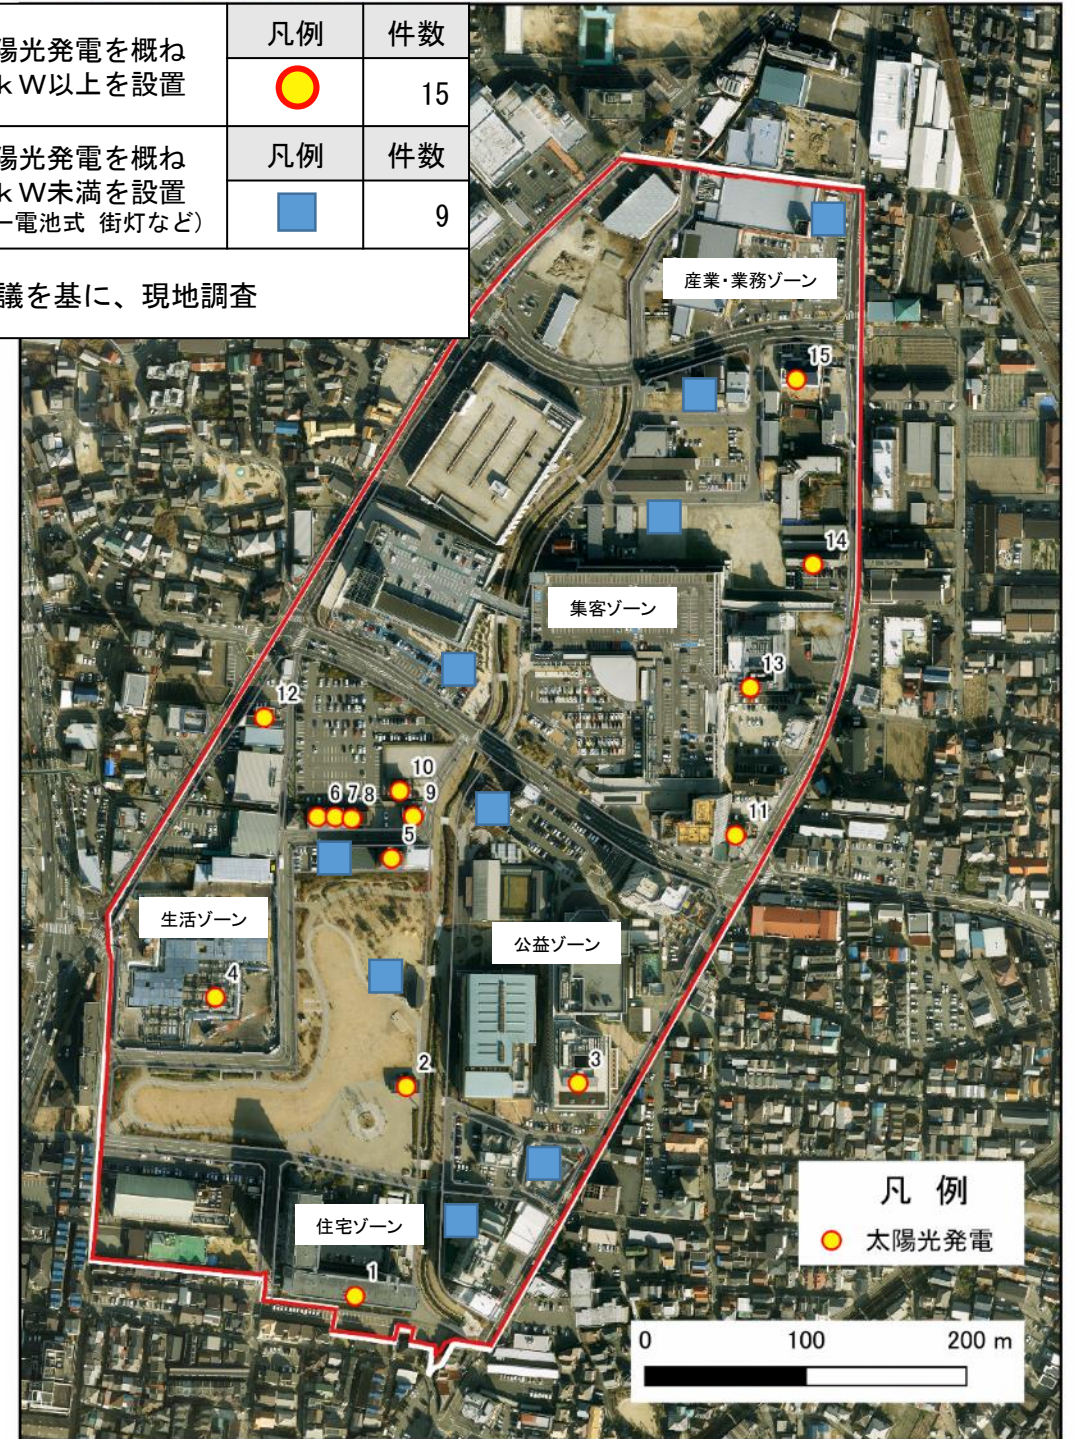 陽光発電を概ね
ｋＷ以上を設置
凡例 件数
15
陽光発電を概ね
ｋＷ未満を設置
ー電池式 街灯など）
凡例 件数
9
議を基に、現地調査
産業・業務ゾーン
15
14
集客ゾーン
13
12
10
6 7 8 9
5
11
生活ゾーン
公益ゾーン
4
2
3
住宅ゾーン
1
凡 例
太陽光発電
0 100 200 m